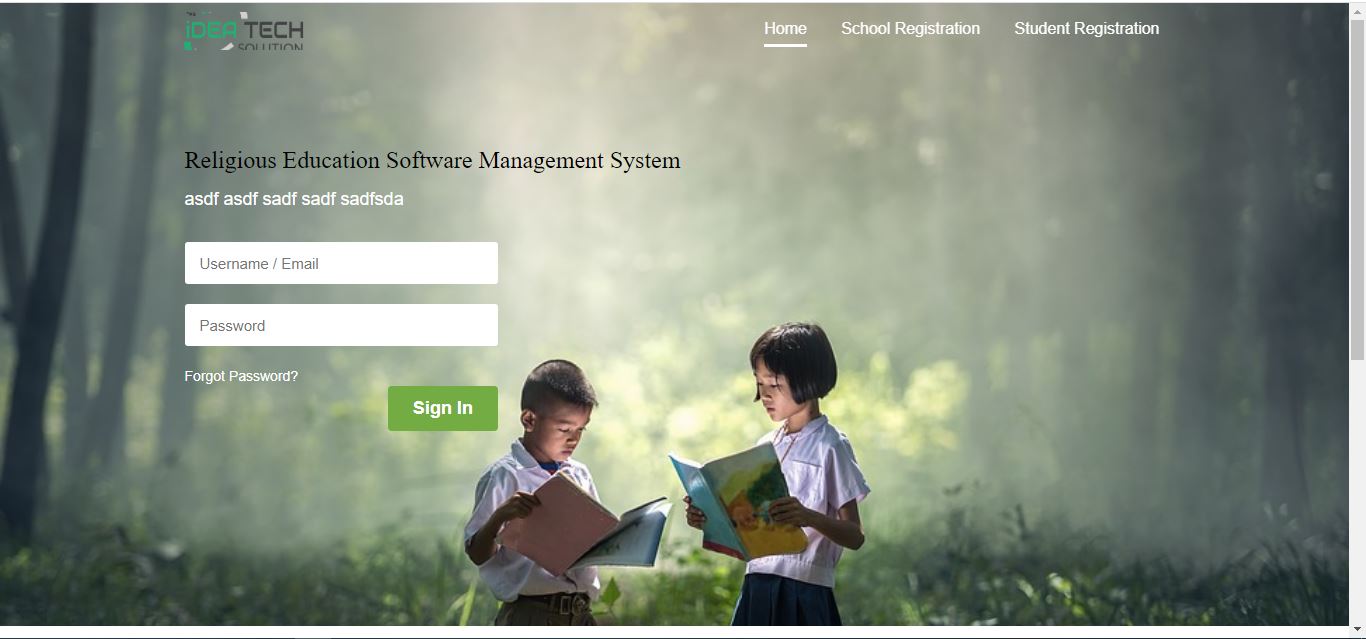 iDEA TECH
SOLUTION
Home School Registration Student Registration
Religious Education Software Management System
asdf asdf sadf sadf sadfsda
Username / Email
Password
Forgot Password?
Sign In